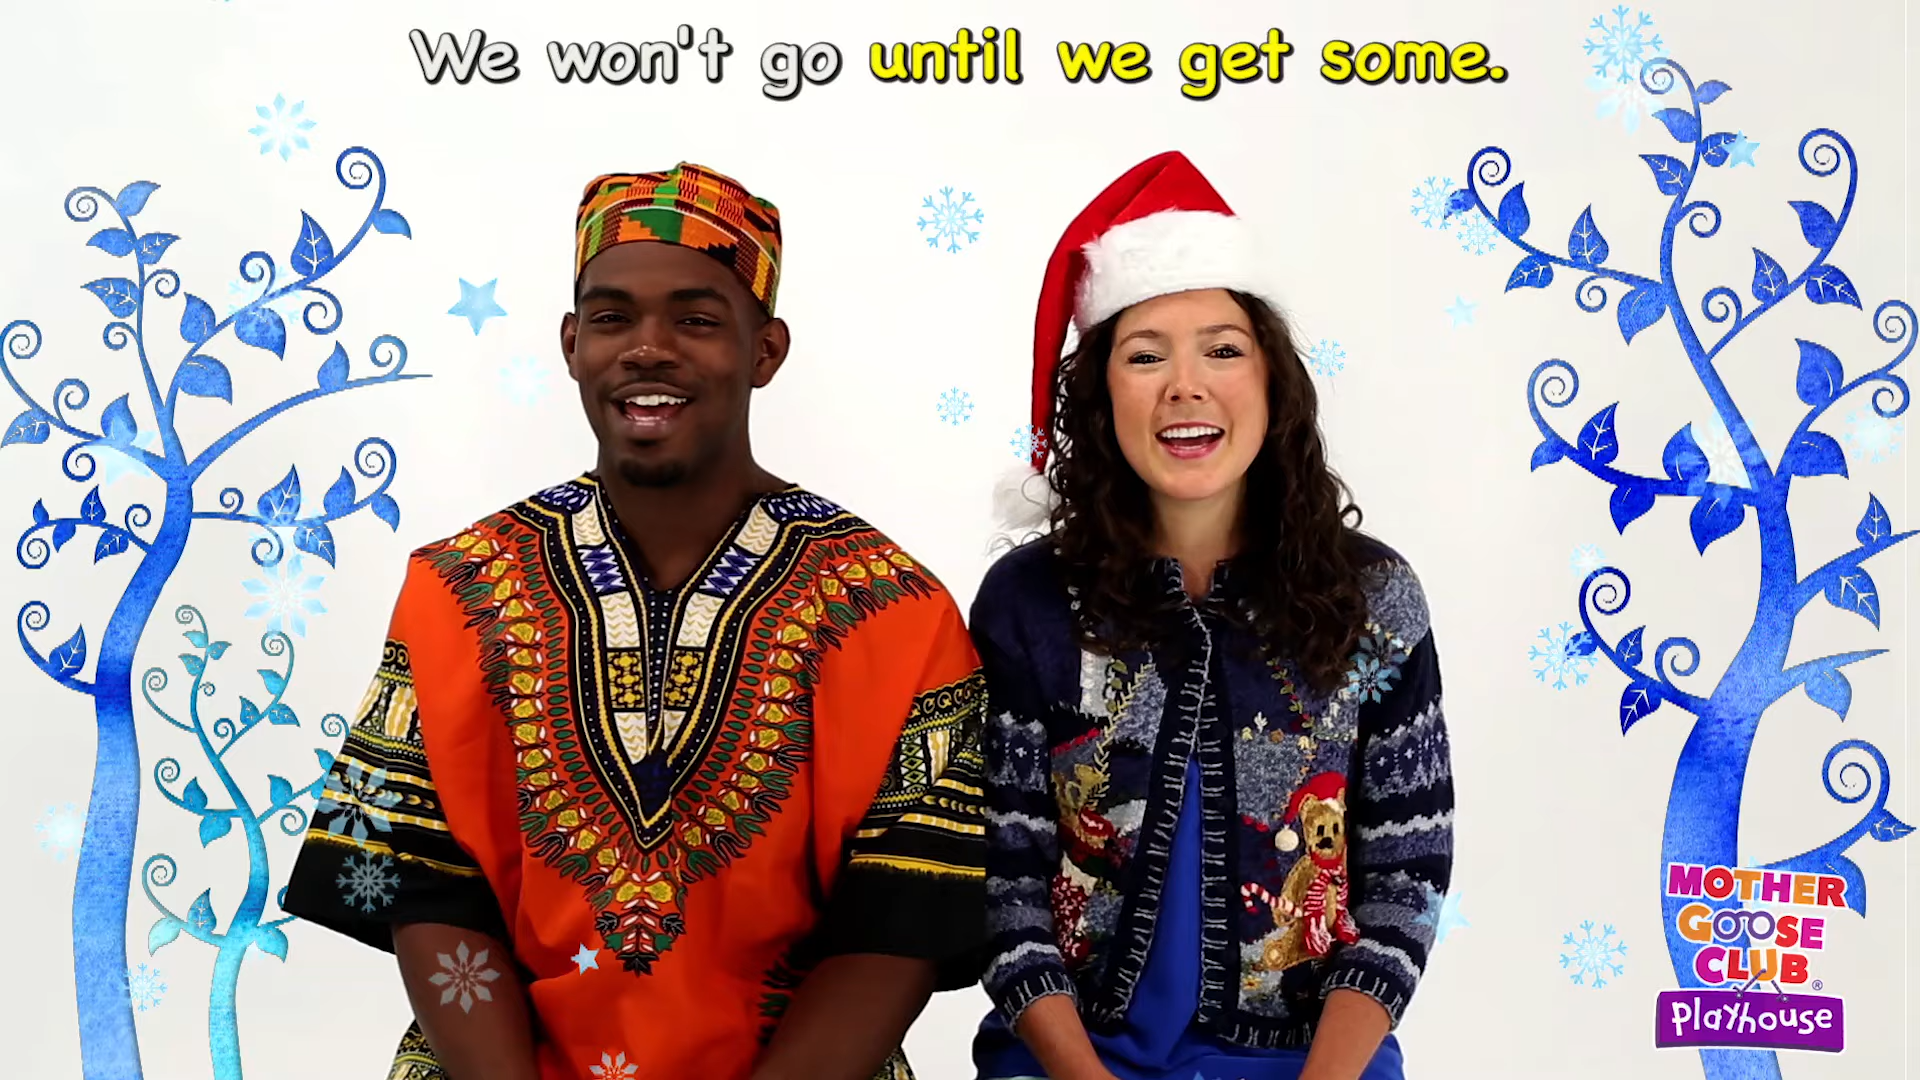 We won't go until we get some.
MOTHER
GOOSE
CLUB®
Playhouse